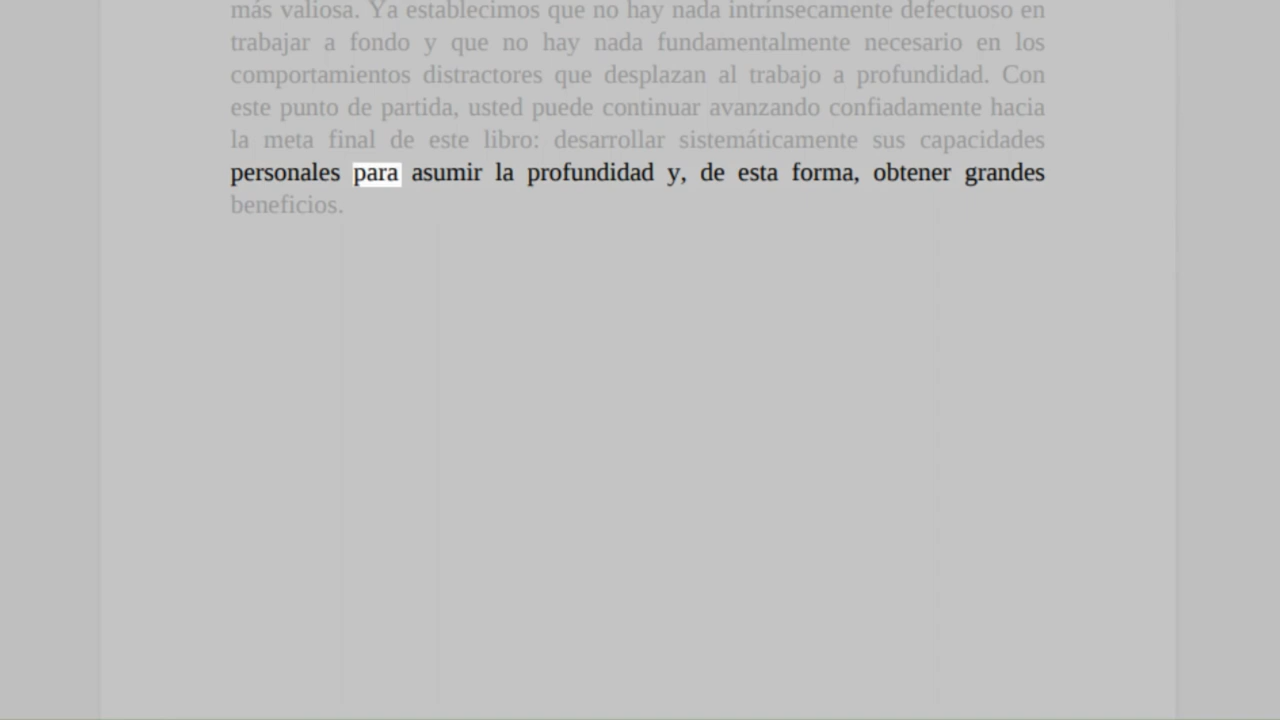 más valiosa. Ya establecimos que no hay nada intrínsecamente defectuoso en
trabajar a fondo y que no hay nada fundamentalmente necesario en los
comportamientos distractores que desplazan al trabajo a profundidad. Con
este punto de partida, usted puede continuar avanzando confiadamente hacia
la meta final de este libro: desarrollar sistemáticamente sus capacidades
personales para asumir la profundidad y, de esta forma, obtener grandes
beneficios.